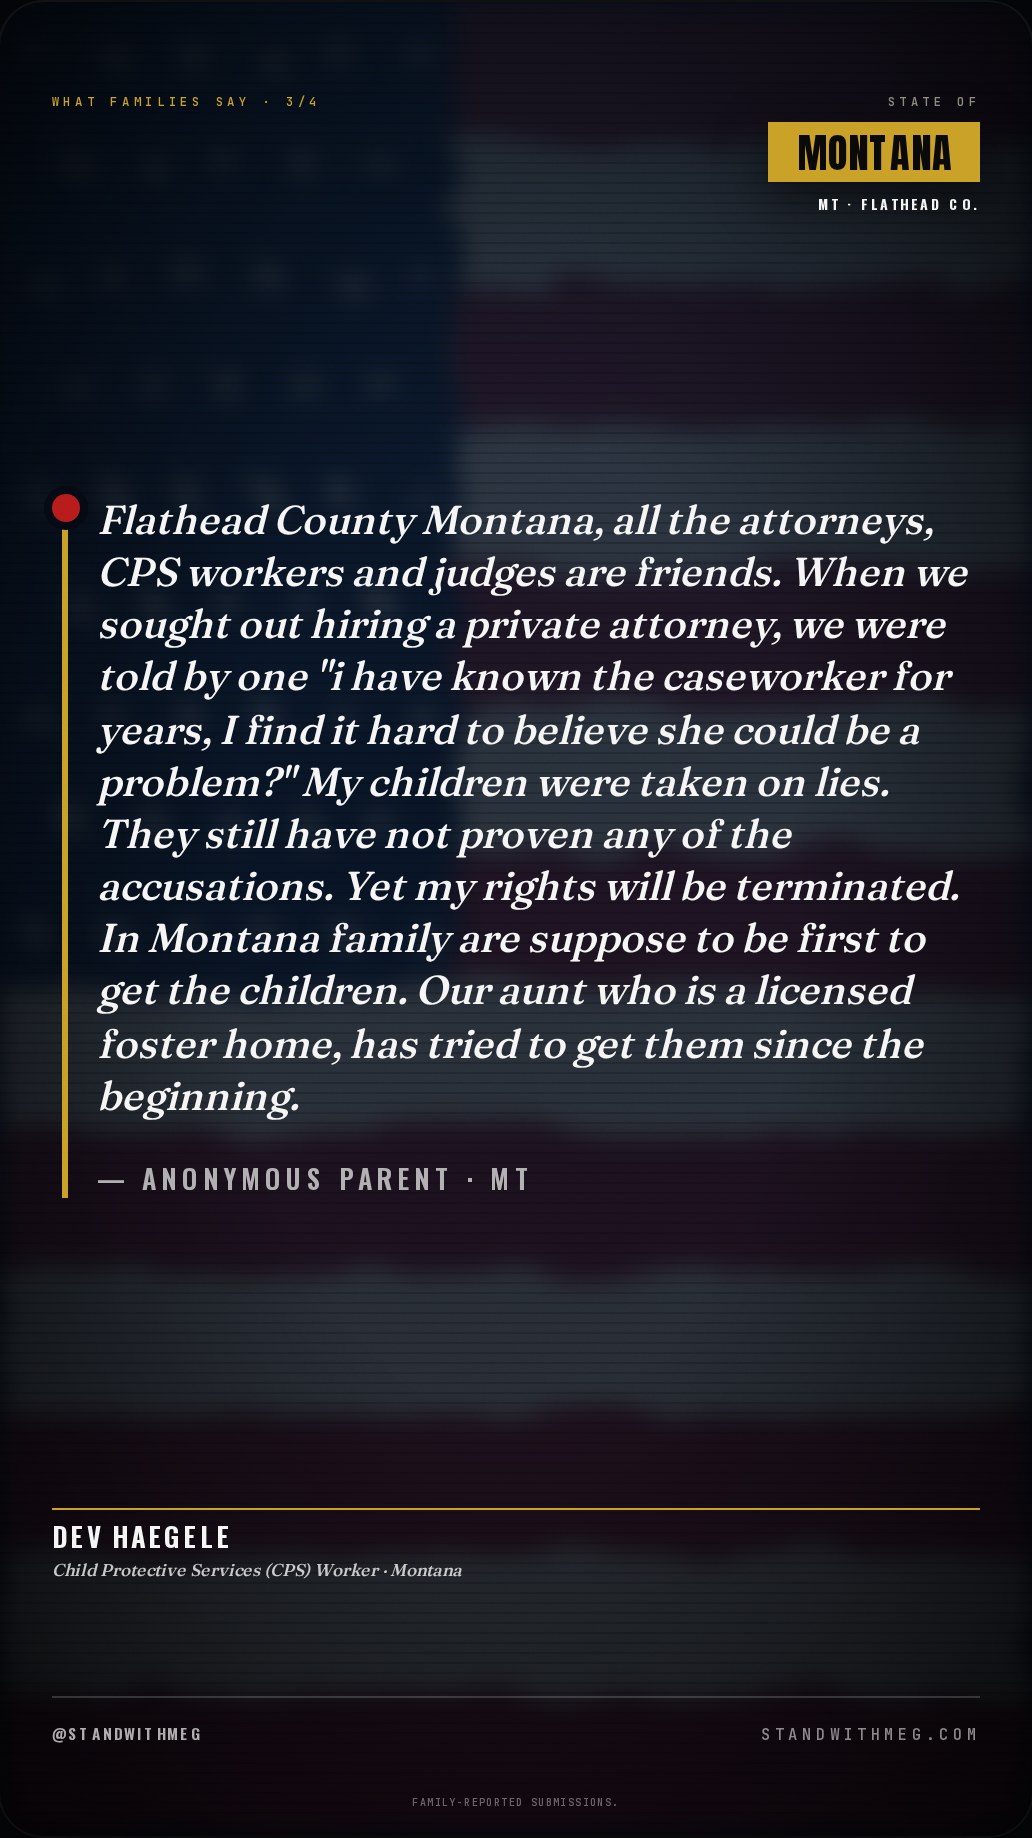 WHAT FAMILIES SAY · 3/4
STATE OF
MONTANA
MT · FLATHEAD CO.
Flathead County Montana, all the attorneys,
CPS workers and judges are friends. When we
sought out hiring a private attorney, we were
told by one "i have known the caseworker for
years, I find it hard to believe she could be a
problem?" My children were taken on lies.
They still have not proven any of the
accusations. Yet my rights will be terminated.
In Montana family are suppose to be first to
get the children. Our aunt who is a licensed
foster home, has tried to get them since the
beginning.
— ANONYMOUS PARENT · MT
DEV HAEGELE
Child Protective Services (CPS) Worker · Montana
@STANDWITHMEG
STANDWITHMEG.COM
FAMILY-REPORTED SUBMISSIONS.